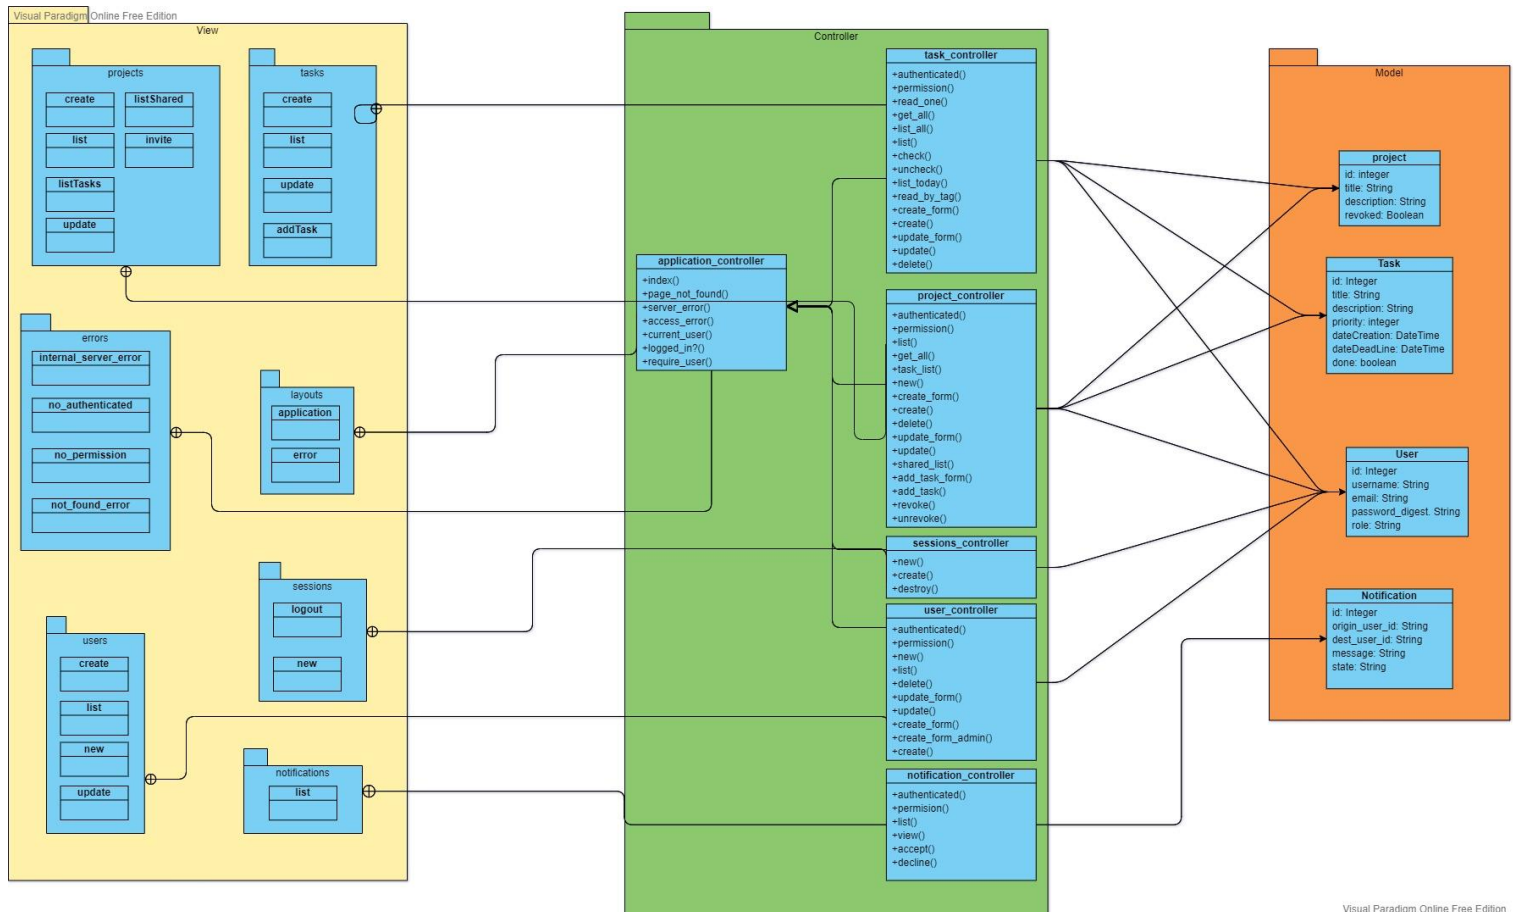 Visual Paradigm Online Free Edition
View
projects
create
listShared
list
invite
listTasks
update
tasks
create
list
update
addTask
errors
internal_server_error
no_authenticated
no_permission
not_found_error
layouts
application
error
sessions
logout
new
users
create
list
new
update
notifications
list
Controller
application_controller
+index()
+page_not_found()
+server_error()
+access_error()
+current_user()
+logged_in?()
+require_user()
task_controller
+authenticated()
+permission()
+read_one()
+get_all()
+list_all()
+list()
+check()
+uncheck()
+list_today()
+read_by_tag()
+create_form()
+create()
+update_form()
+update()
+delete()
project_controller
+authenticated()
+permission()
+list()
+get_all()
+task_list()
+new()
+create_form()
+create()
+delete()
+update_form()
+update()
+shared_list()
+add_task_form()
+add_task()
+revoke()
+unrevoke()
sessions_controller
+new()
+create()
+destroy()
user_controller
+authenticated()
+permission()
+new()
+list()
+delete()
+update_form()
+update()
+create_form()
+create_form_admin()
+create()
notification_controller
+authenticated()
+permision()
+list()
+view()
+accept()
+decline()
Model
project
id: integer
title: String
description: String
revoked: Boolean
Task
id: Integer
title: String
description: String
priority: integer
dateCreation: DateTime
dateDeadLine: DateTime
done: boolean
User
id: Integer
username: String
email: String
password_digest. String
role: String
Notification
id: Integer
origin_user_id: String
dest_user_id: String
message: String
state: String
Visual Paradigm Online Free Edition